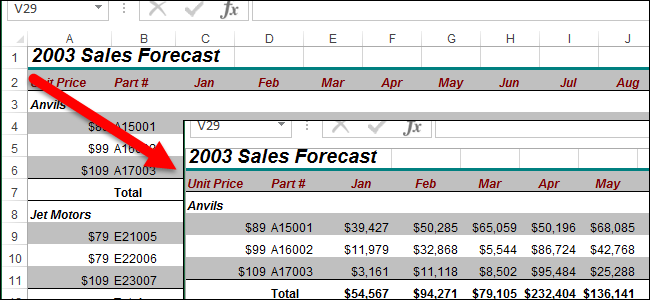 V29 fx
A B C D E F G H I J
1 2003 Sales Forecast
2 Unit Price Part # Jan Feb Mar Apr May Jun Jul Aug
3 Anvils
4 A15001
5 $99
6 $109 A17003
7 Total
8 Jet Motors
9 $79 E21005
10 $79 E22006
11 $109 E23007
V29 fx
2003 Sales Forecast
Unit Price Part # Jan Feb Mar Apr May
Anvils
$89 A15001 $39,427 $50,285 $65,059 $50,196 $68,085
$99 A16002 $11,979 $32,868 $5,544 $86,724 $42,768
$109 A17003 $3,161 $11,118 $8,502 $95,484 $25,288
Total $54,567 $94,271 $79,105 $232,404 $136,141